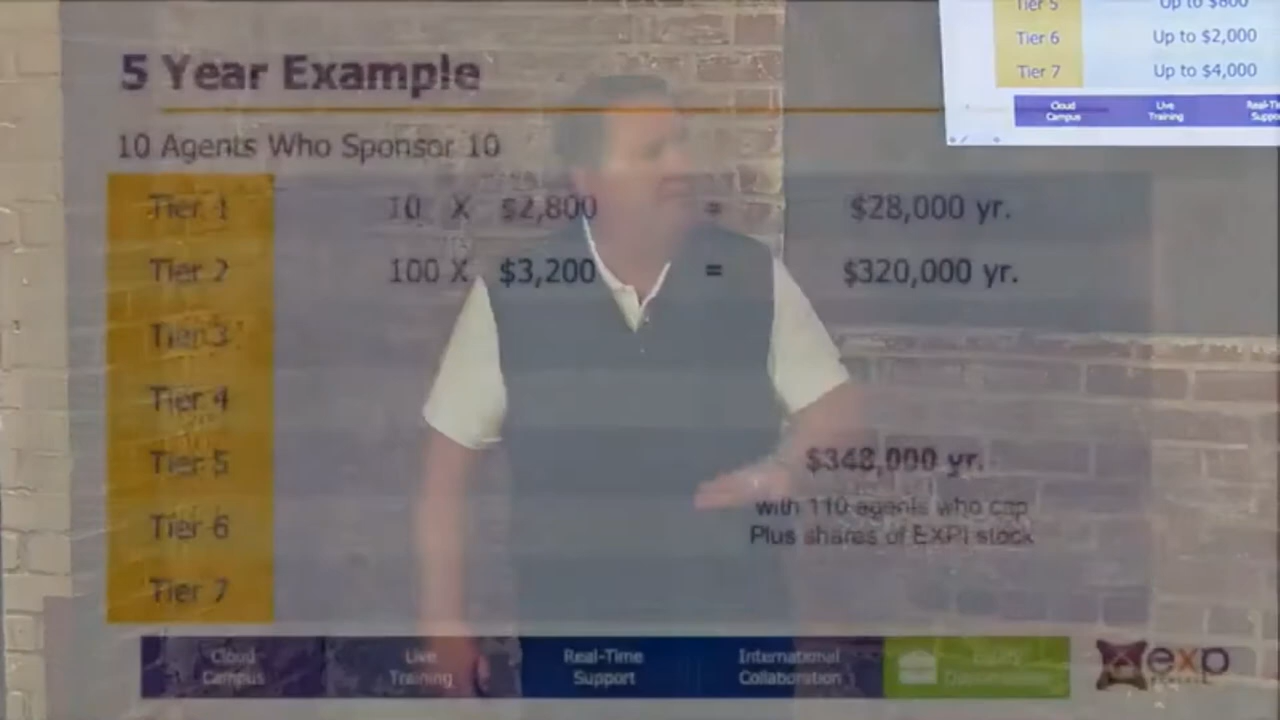 5 Year Example
10 Agents Who Sponsor 10
Tier 1 10 X $2,800 = $28,000 yr.
Tier 2 100 X $3,200 = $320,000 yr.
Tier 3
Tier 4
Tier 5 $348,000 yr.
with 110 agents who cap
Tier 6
Plus shares of EXPI stock
Tier 7
Cloud Campus
Live Training
Real-Time Support
International Collaboration
exp
Tier 5 Up to $800
Tier 6 Up to $2,000
Tier 7 Up to $4,000
Cloud Campus
Live Training